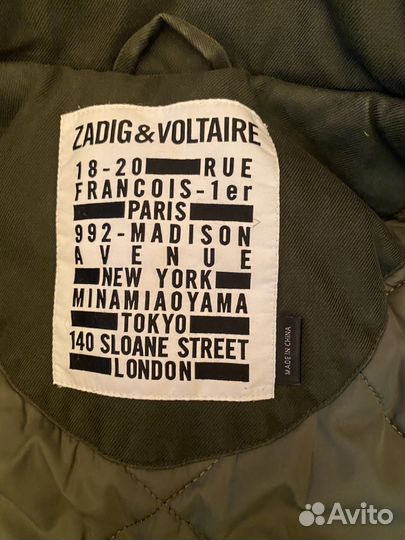 ZADIG&VOLTAIRE
18-20 RUE
FRANCOIS-1er
PARIS
992-MADISON
AVENUE
NEW YORK
MINAMIAOYAMA
TOKYO
140 SLOANE STREET
LONDON
MADE IN CHINA
Avito